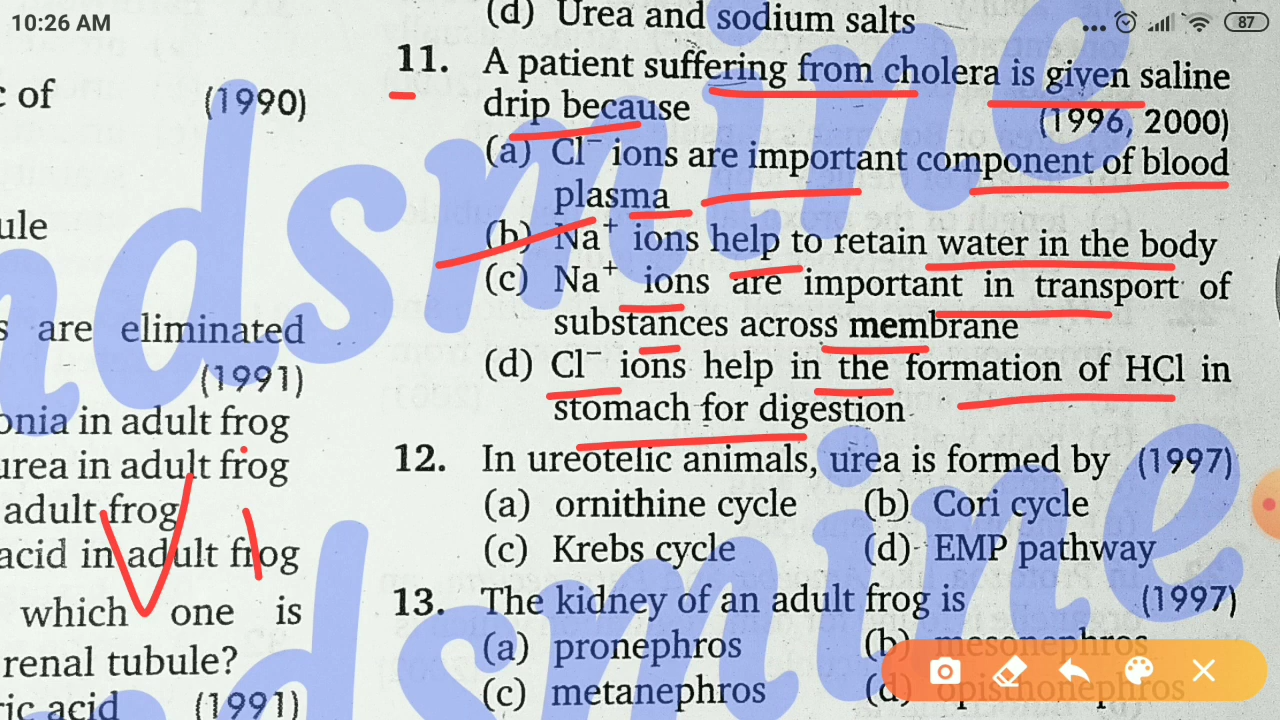 10:26 AM
87
(d) Urea and sodium salts
11. A patient suffering from cholera is given saline
drip because (1996, 2000)
(a) Cl⁻ ions are important component of blood
plasma
(b) Na⁺ ions help to retain water in the body
(c) Na⁺ ions are important in transport of
substances across membrane
(d) Cl⁻ ions help in the formation of HCl in
stomach for digestion
12. In ureotelic animals, urea is formed by (1997)
(a) ornithine cycle (b) Cori cycle
(c) Krebs cycle (d) EMP pathway
13. The kidney of an adult frog is (1997)
(a) pronephros (b) mesonephros
(c) metanephros (d) opisthonephros
of (1990)
ule
s are eliminated
(1991)
onia in adult frog
urea in adult frog
adult frog
acid in adult frog
which one is
renal tubule?
ric acid (1991)
ndsmine
ndsmine